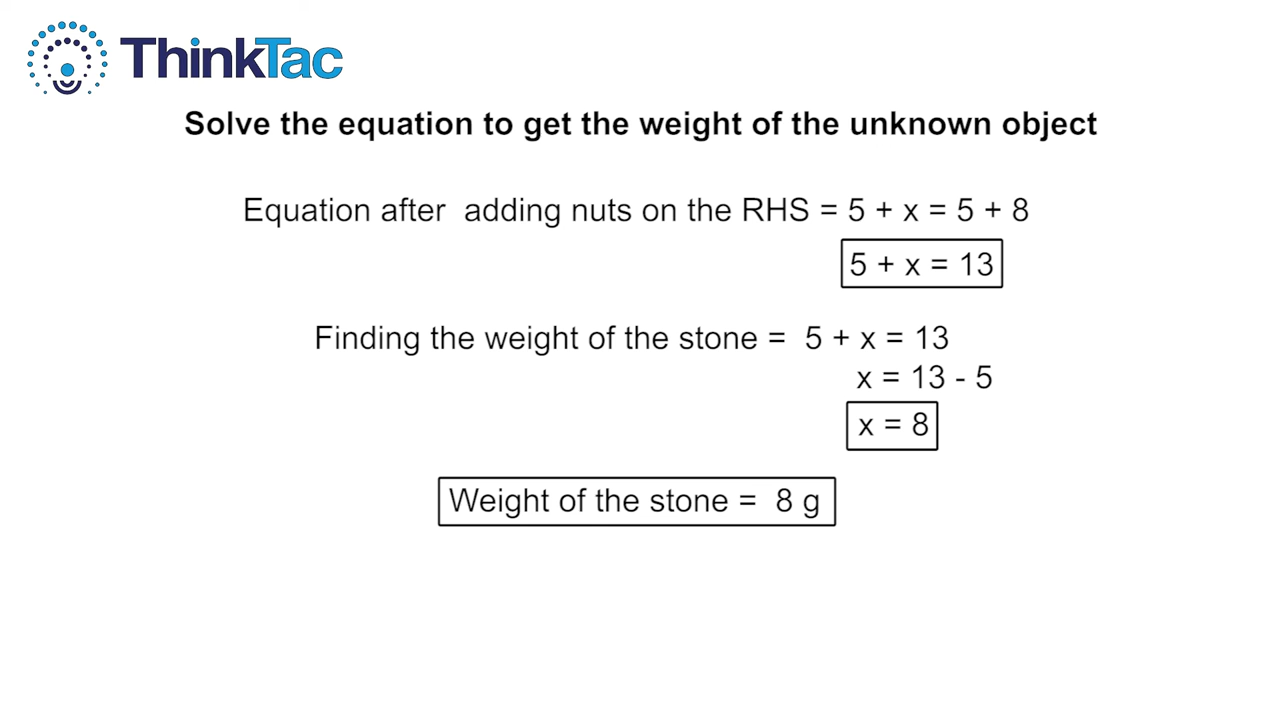 ThinkTac
Solve the equation to get the weight of the unknown object
Equation after adding nuts on the RHS = 5 + x = 5 + 8
5 + x = 13
Finding the weight of the stone = 5 + x = 13
x = 13 - 5
x = 8
Weight of the stone = 8 g